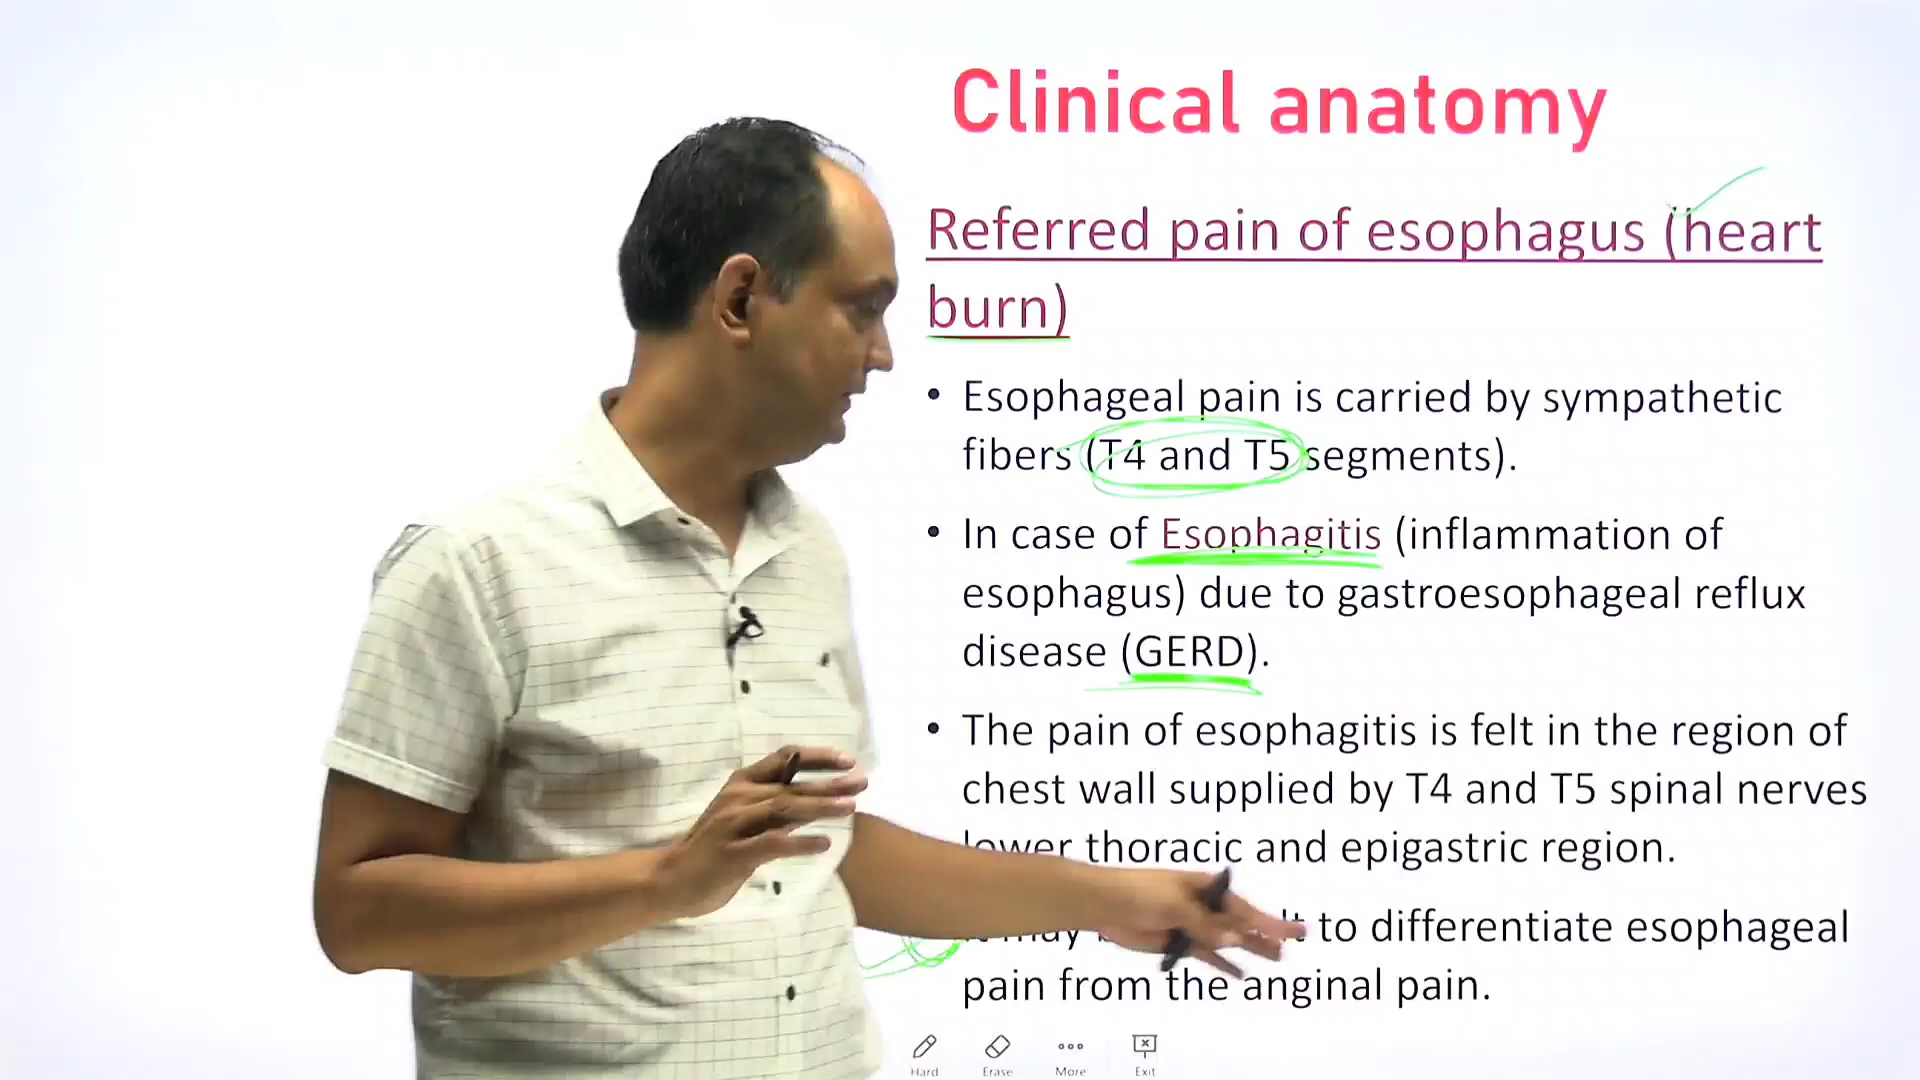 Clinical anatomy
Referred pain of esophagus (heart
burn)
• Esophageal pain is carried by sympathetic
fibers (T4 and T5 segments).
• In case of Esophagitis (inflammation of
esophagus) due to gastroesophageal reflux
disease (GERD).
• The pain of esophagitis is felt in the region of
chest wall supplied by T4 and T5 spinal nerves
lower thoracic and epigastric region.
may to differentiate esophageal
pain from the anginal pain.
Hard Erase More Exit